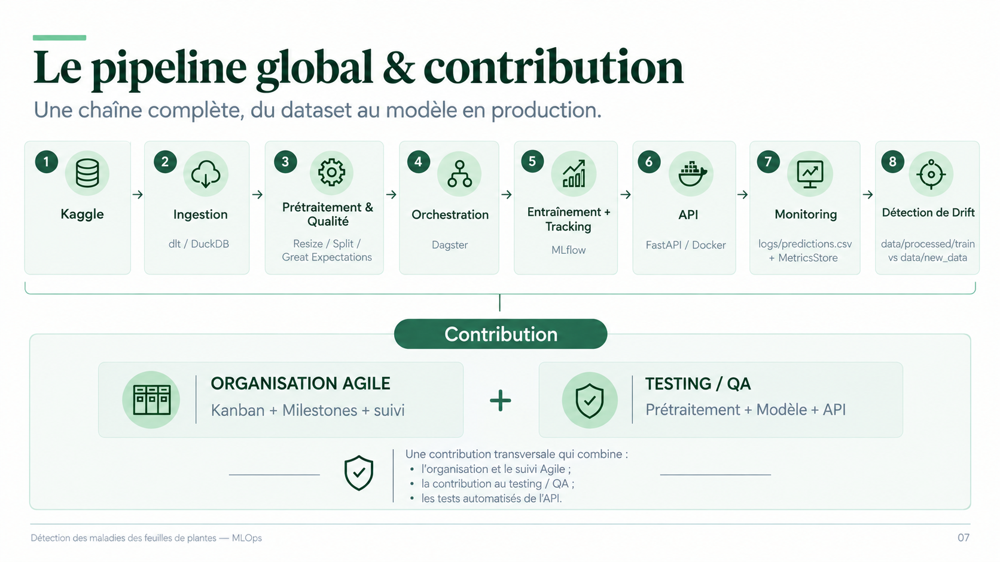 Le pipeline global & contribution
Une chaîne complète, du dataset au modèle en production.
1
Kaggle
2
Ingestion
dlt / DuckDB
3
Prétraitement &
Qualité
Resize / Split /
Great Expectations
4
Orchestration
Dagster
5
Entraînement +
Tracking
MLflow
6
API
FastAPI / Docker
7
Monitoring
logs/predictions.csv
+ MetricsStore
8
Détection de Drift
data/processed/train
vs data/new_data
Contribution
ORGANISATION AGILE
Kanban + Milestones + suivi
+
TESTING / QA
Prétraitement + Modèle + API
Une contribution transversale qui combine :
• l'organisation et le suivi Agile ;
• la contribution au testing / QA ;
• les tests automatisés de l'API.
Détection des maladies des feuilles de plantes — MLOps
07